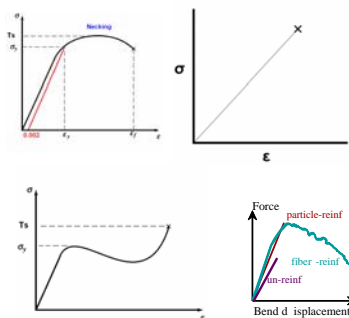 σ
Necking
Ts
σy
0.002
εy
εf
ε
σ
ε
σ
Ts
σy
ε
Force
particle-reinf
fiber -reinf
un-reinf
Bend d isplacement